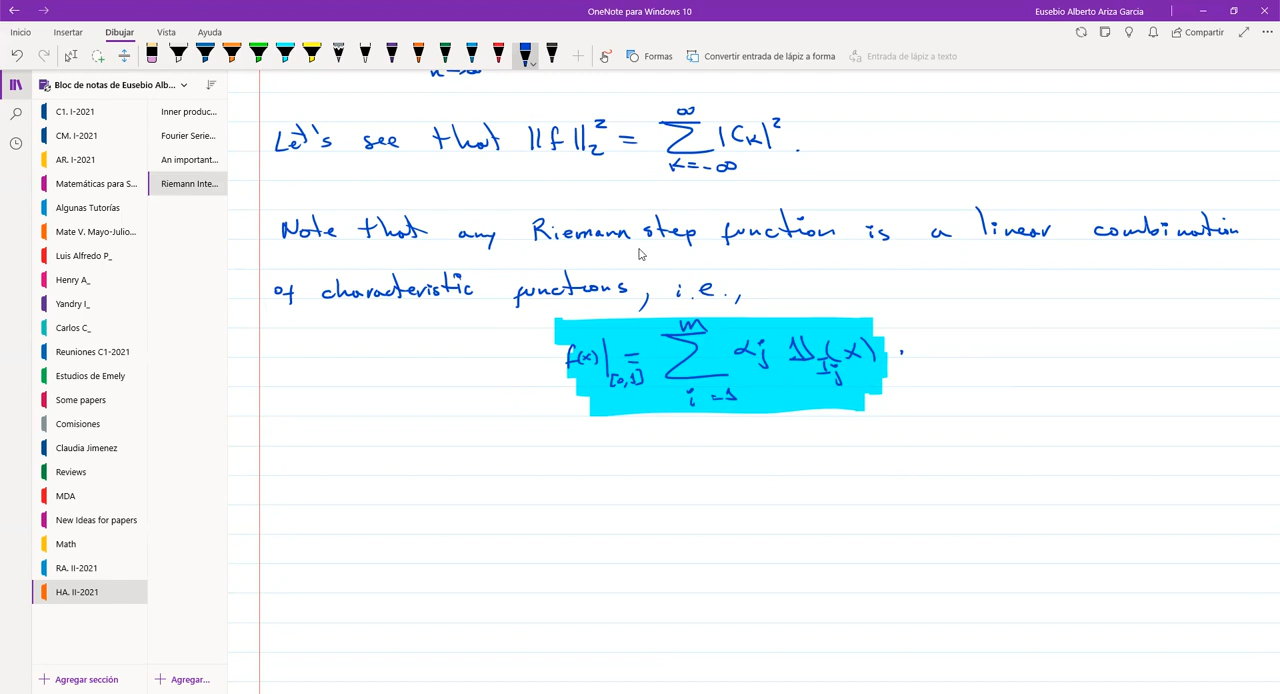 OneNote para Windows 10
Eusebio Alberto Ariza Garcia
Inicio Insertar Dibujar Vista Ayuda
Compartir
Formas Convertir entrada de lápiz a forma Entrada de lápiz a texto
Bloc de notas de Eusebio Alb...
C1. I-2021
CM. I-2021
AR. I-2021
Matemáticas para S...
Algunas Tutorías
Mate V. Mayo-Julio...
Luis Alfredo P_
Henry A_
Yandry I_
Carlos C_
Reuniones C1-2021
Estudios de Emely
Some papers
Comisiones
Claudia Jimenez
Reviews
MDA
New Ideas for papers
Math
RA. II-2021
HA. II-2021
Agregar sección
Inner produc...
Fourier Serie...
An important...
Riemann Inte...
Agregar...
Let's see that ||f||₂² = ∑_{k=-∞}^{∞} |Ck|².
Note that any Riemann step function is a linear combination
of characteristic functions, i.e.,
f(x)|_{[0,1]} = ∑_{i=1}^{m} αj 𝟙_{Ij}(x).